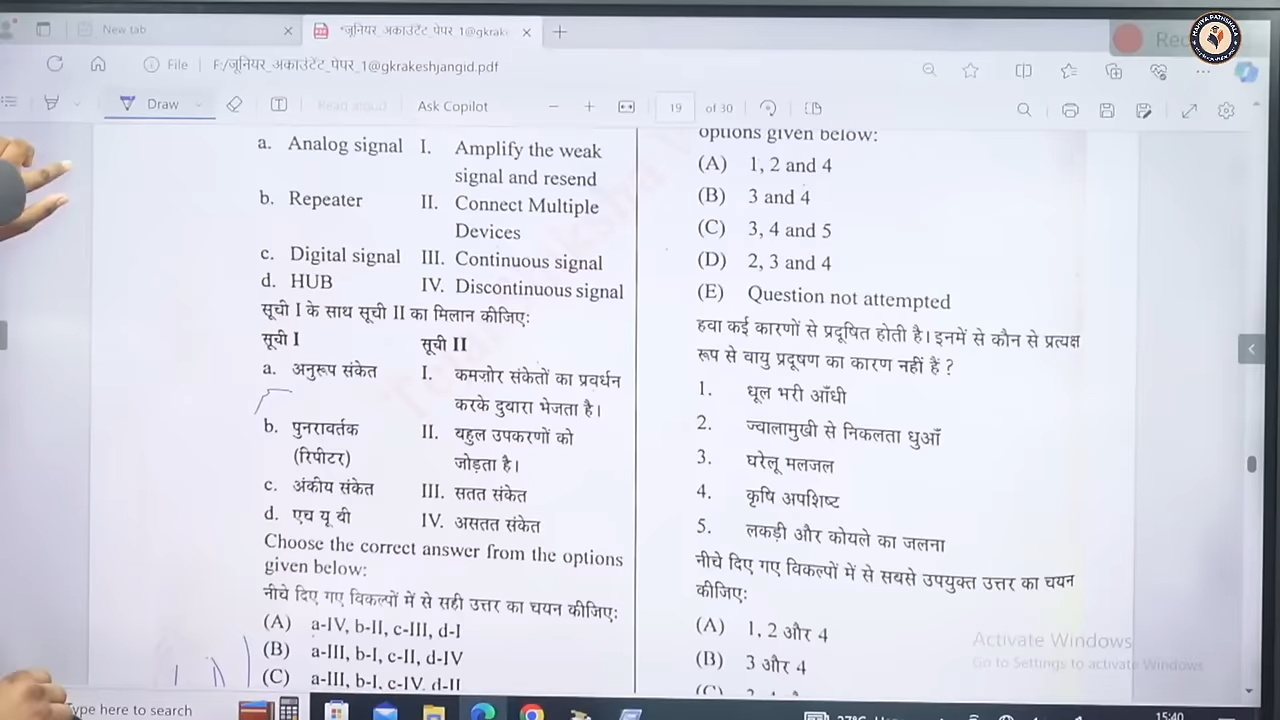 New tab
*जूनियर_अकाउंटेंट_पेपर_1@gkrak
Rec
MAHIYA PATHSHALA
File F:/जूनियर_अकाउंटेंट_पेपर_1@gkrakeshjangid.pdf
Draw Read aloud Ask Copilot 19 of 30
a. Analog signal I. Amplify the weak
signal and resend
b. Repeater II. Connect Multiple
Devices
c. Digital signal III. Continuous signal
d. HUB IV. Discontinuous signal
सूची I के साथ सूची II का मिलान कीजिए:
सूची I सूची II
a. अनुरूप संकेत I. कमजोर संकेतों का प्रवर्धन
करके दुबारा भेजता है।
b. पुनरावर्तक II. बहुल उपकरणों को
(रिपीटर) जोड़ता है।
c. अंकीय संकेत III. सतत संकेत
d. एच यू बी IV. असतत संकेत
Choose the correct answer from the options
given below:
नीचे दिए गए विकल्पों में से सही उत्तर का चयन कीजिए:
(A) a-IV, b-II, c-III, d-I
(B) a-III, b-I, c-II, d-IV
(C) a-III, b-I, c-IV, d-II
options given below:
(A) 1, 2 and 4
(B) 3 and 4
(C) 3, 4 and 5
(D) 2, 3 and 4
(E) Question not attempted
हवा कई कारणों से प्रदूषित होती है। इनमें से कौन से प्रत्यक्ष
रूप से वायु प्रदूषण का कारण नहीं हैं ?
1. धूल भरी आँधी
2. ज्वालामुखी से निकलता धुआँ
3. घरेलू मलजल
4. कृषि अपशिष्ट
5. लकड़ी और कोयले का जलना
नीचे दिए गए विकल्पों में से सबसे उपयुक्त उत्तर का चयन
कीजिए:
(A) 1, 2 और 4
(B) 3 और 4
(C)
Activate Windows
Go to Settings to activate Windows.
ype here to search
15:40